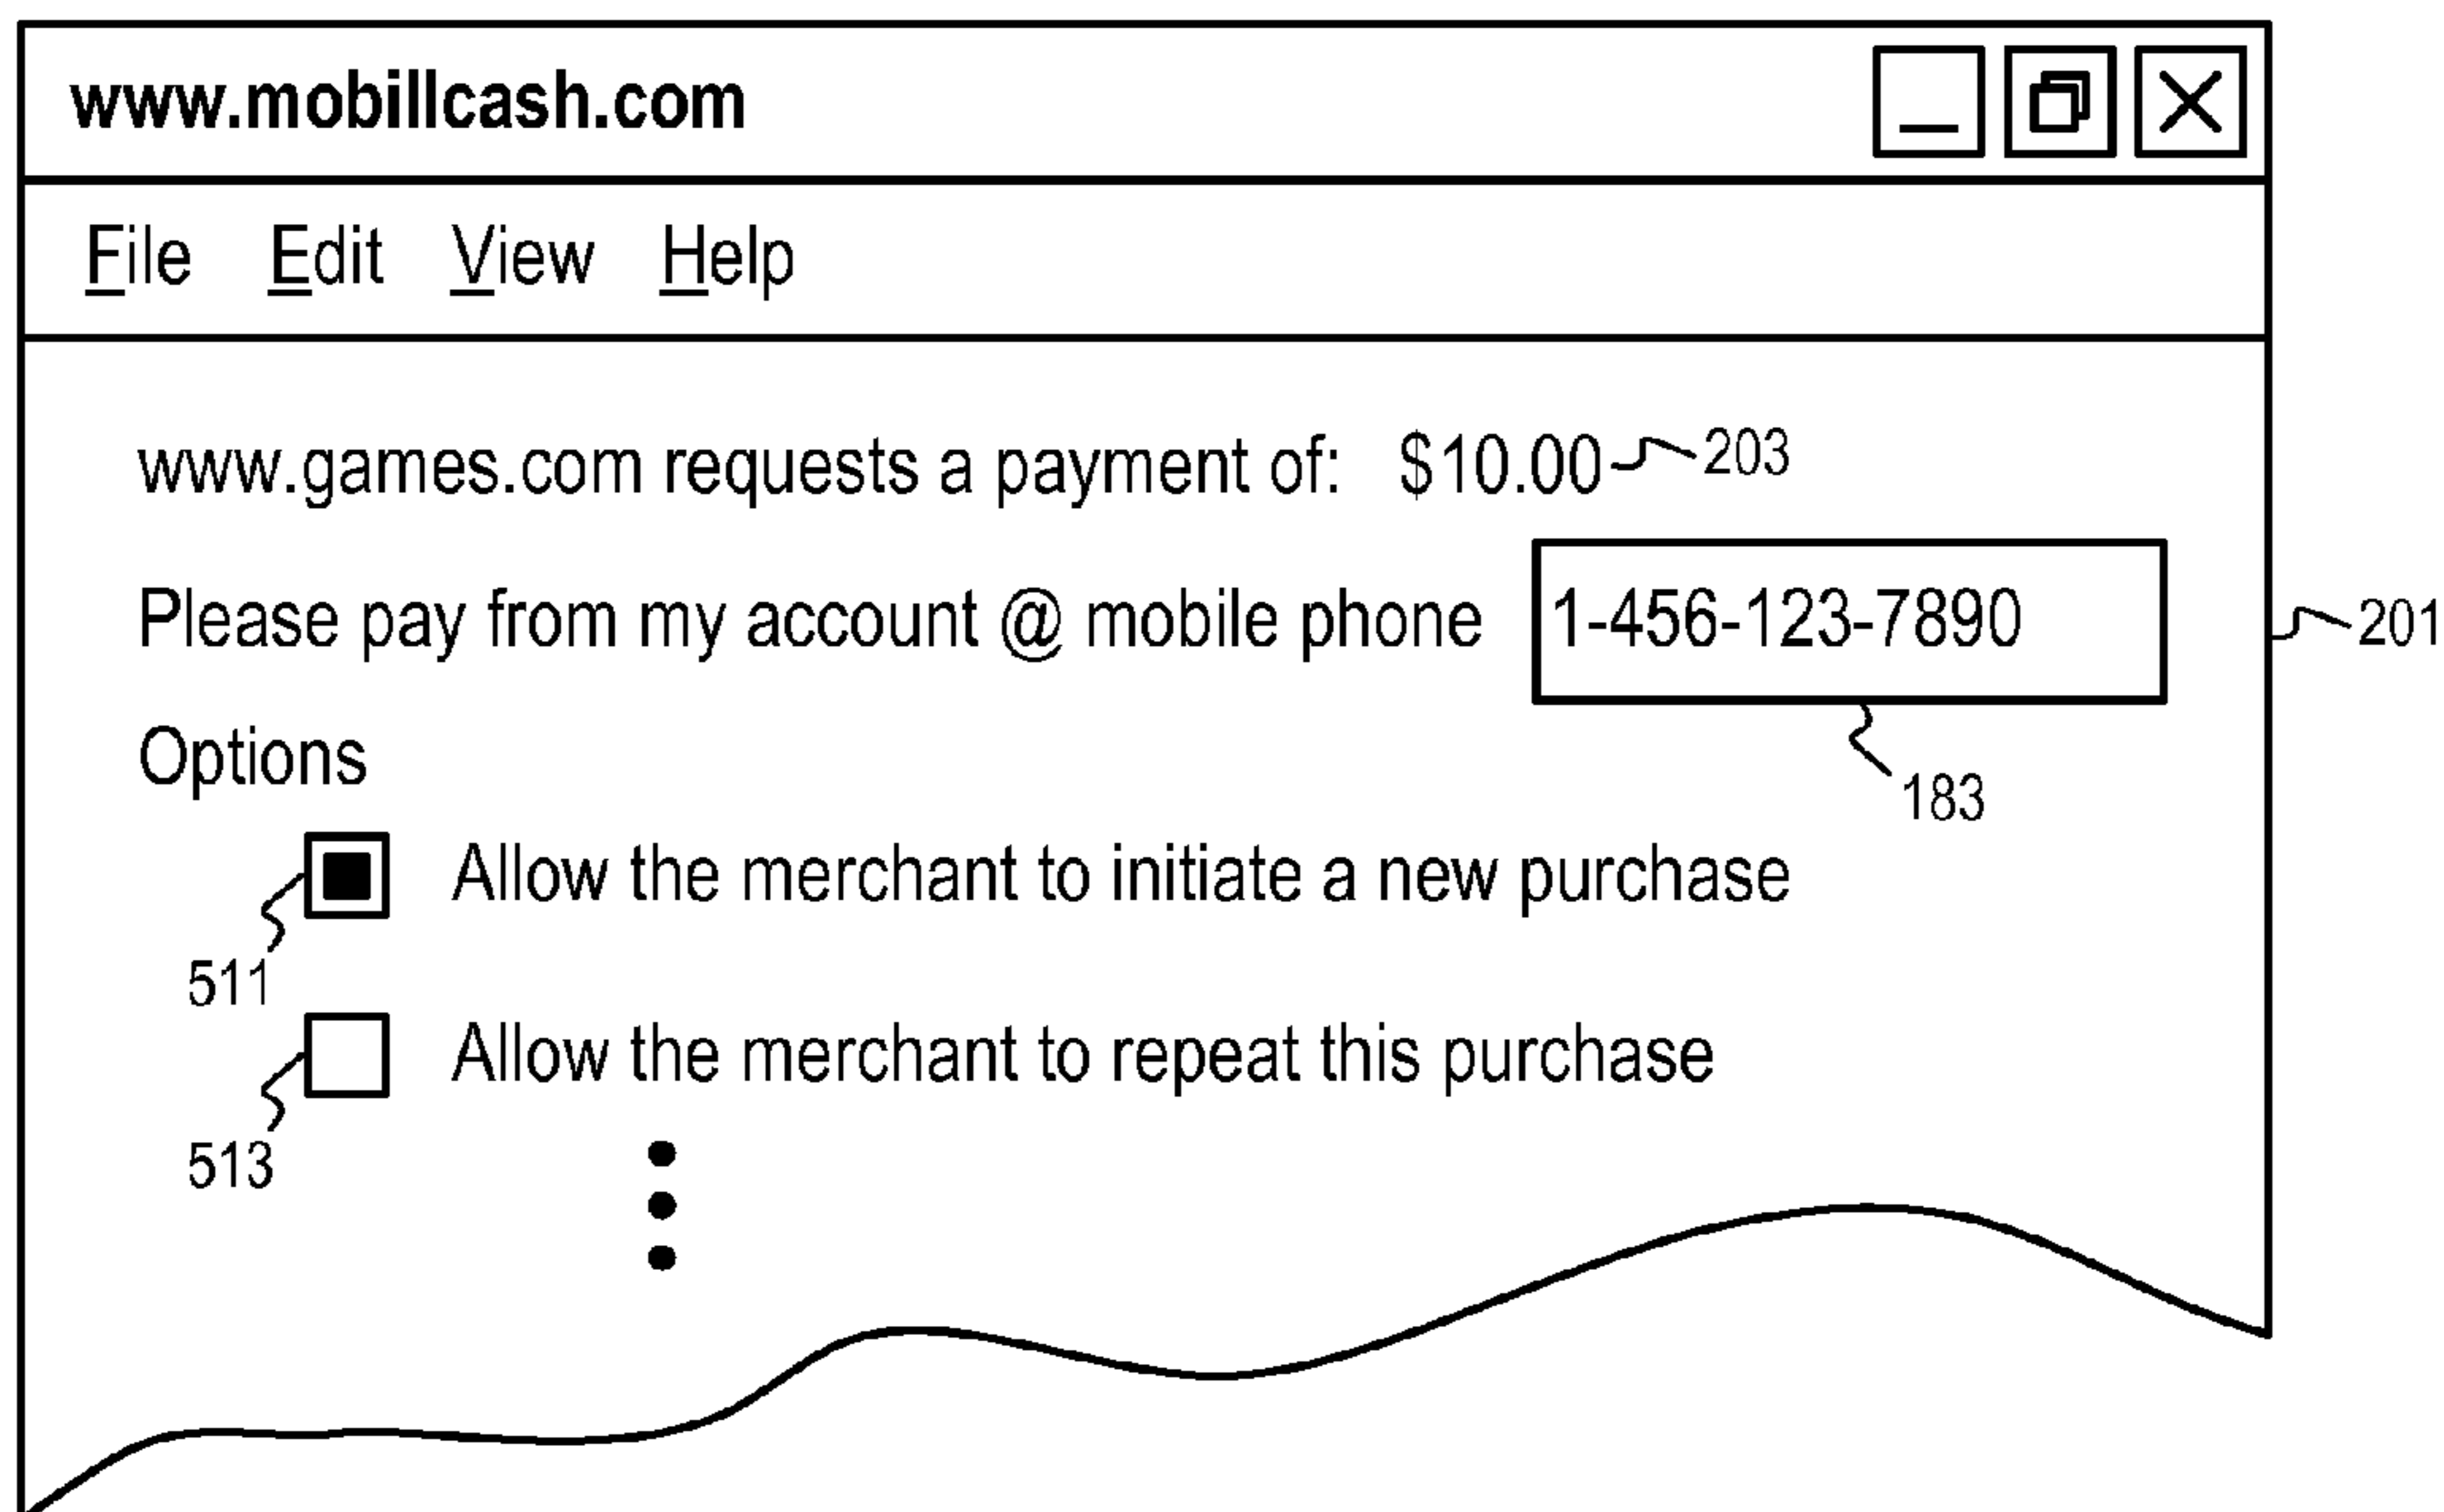 www.mobillcash.com
File Edit View Help
www.games.com requests a payment of: $10.00 203
Please pay from my account @ mobile phone 1-456-123-7890 201
Options
183
Allow the merchant to initiate a new purchase
511
Allow the merchant to repeat this purchase
513